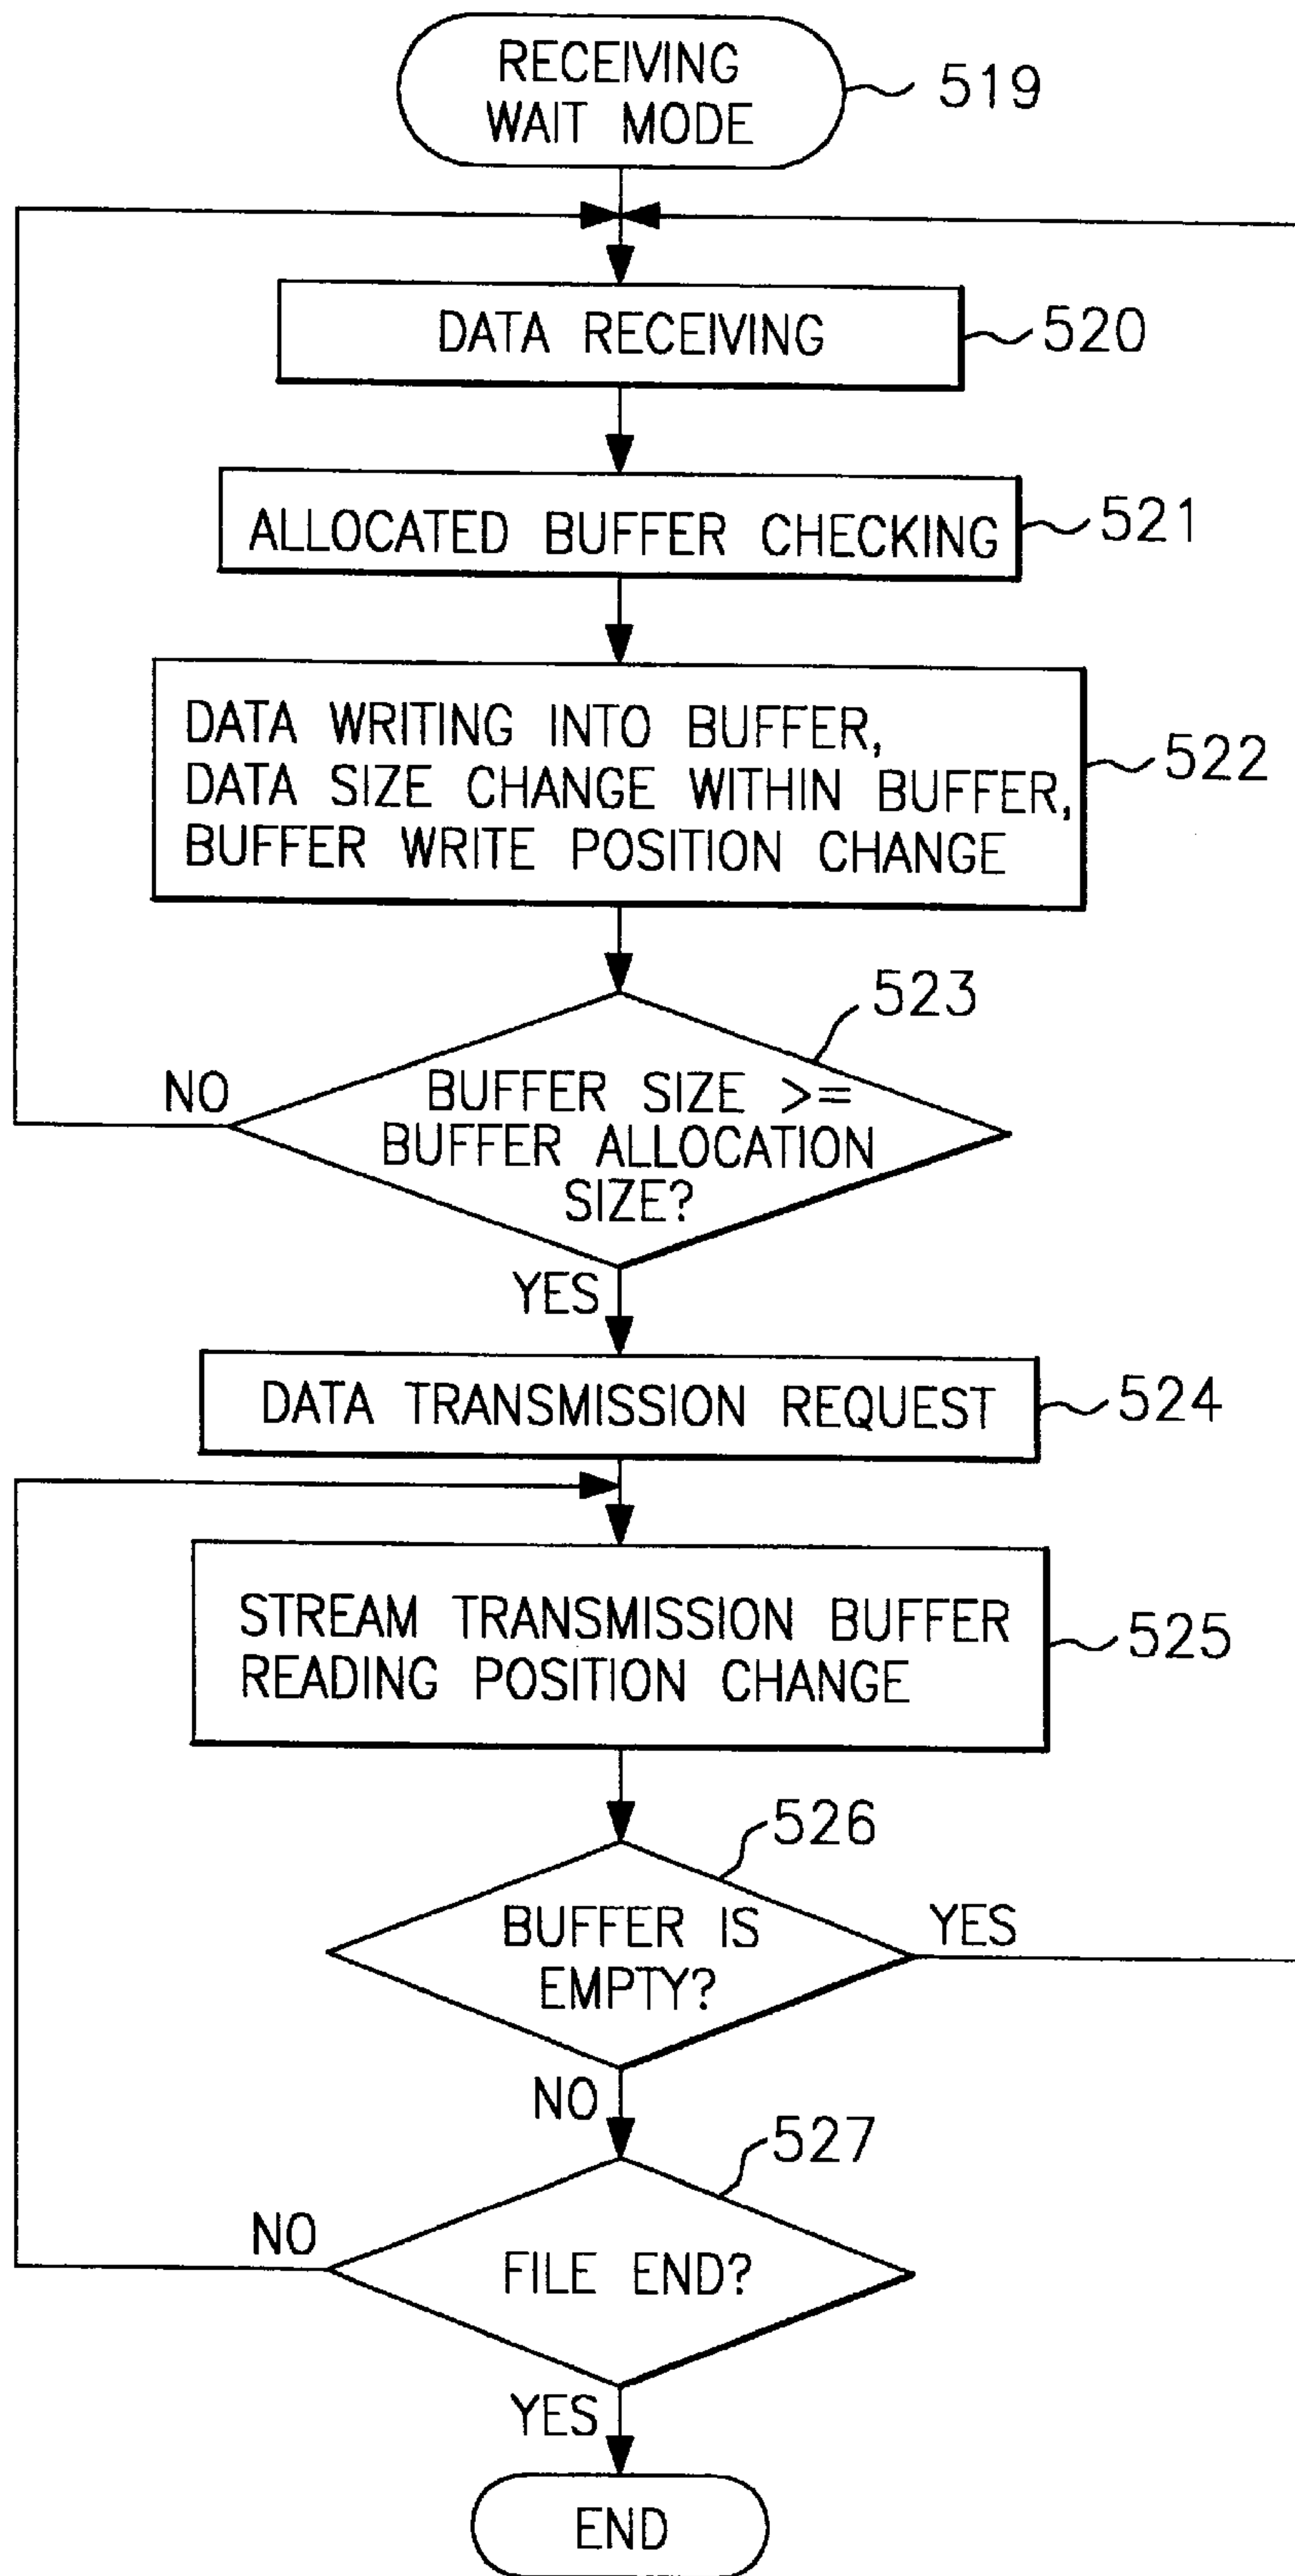 RECEIVING
WAIT MODE
519
DATA RECEIVING
520
ALLOCATED BUFFER CHECKING
521
DATA WRITING INTO BUFFER,
DATA SIZE CHANGE WITHIN BUFFER,
BUFFER WRITE POSITION CHANGE
522
523
NO
BUFFER SIZE >=
BUFFER ALLOCATION
SIZE?
YES
DATA TRANSMISSION REQUEST
524
STREAM TRANSMISSION BUFFER
READING POSITION CHANGE
525
526
BUFFER IS
EMPTY?
YES
NO
527
NO
FILE END?
YES
END